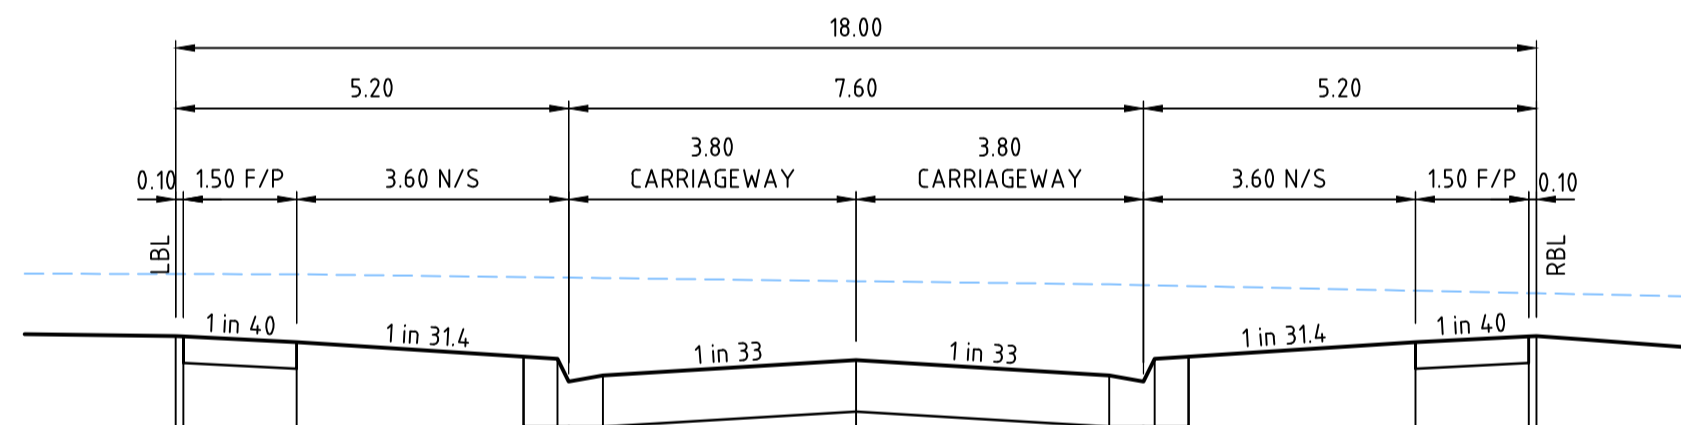 18.00
5.20 7.60 5.20
3.80 3.80
0.10 1.50 F/P 3.60 N/S CARRIAGEWAY CARRIAGEWAY 3.60 N/S 1.50 F/P 0.10
LBL RBL
1 in 40 1 in 31.4 1 in 33 1 in 33 1 in 31.4 1 in 40